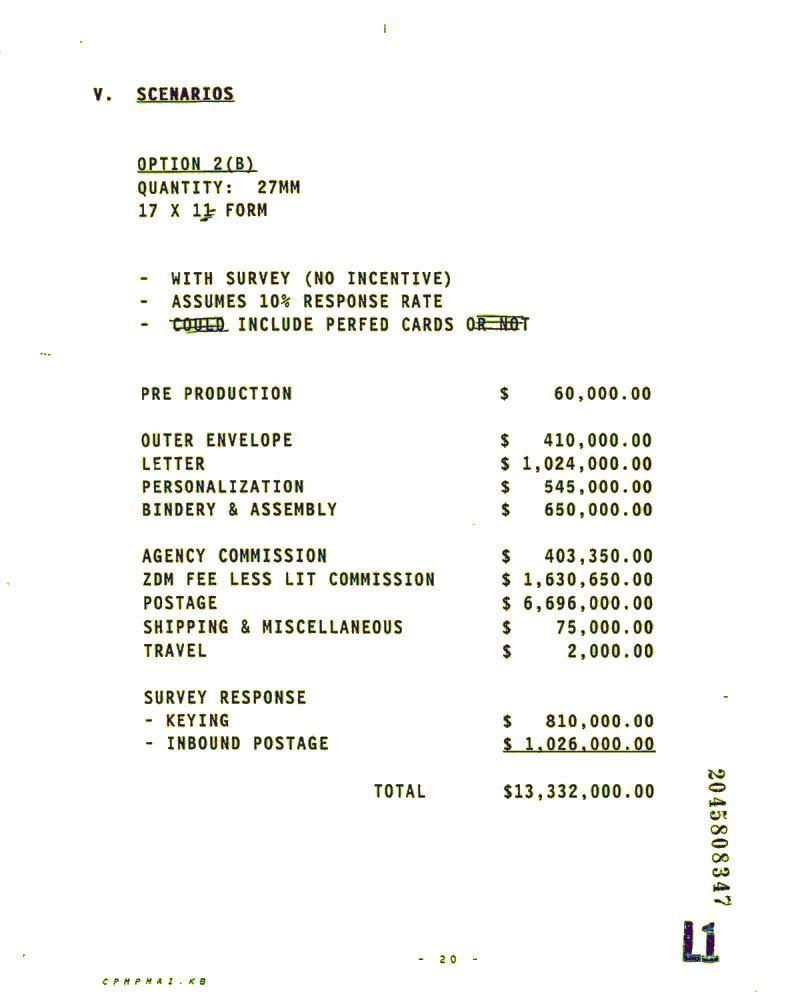 V. SCENARIOS
OPTION 2(B)
QUANTITY: 27MM
17 X 11 FORM
- WITH SURVEY (NO INCENTIVE)
- ASSUMES 10% RESPONSE RATE
- COULD INCLUDE PERFED CARDS OR NOT
PRE PRODUCTION $ 60,000.00
OUTER ENVELOPE $ 410,000.00
LETTER $ 1,024,000.00
PERSONALIZATION $ 545,000.00
BINDERY & ASSEMBLY $ 650,000.00
AGENCY COMMISSION $ 403,350.00
ZDM FEE LESS LIT COMMISSION $ 1,630,650.00
POSTAGE $ 6,696,000.00
SHIPPING & MISCELLANEOUS $ 75,000.00
TRAVEL $ 2,000.00
SURVEY RESPONSE
- KEYING $ 810,000.00
- INBOUND POSTAGE $ 1,026,000.00
TOTAL $13,332,000.00
2045808347
L1
- 20 -
CPMPMAI.KB